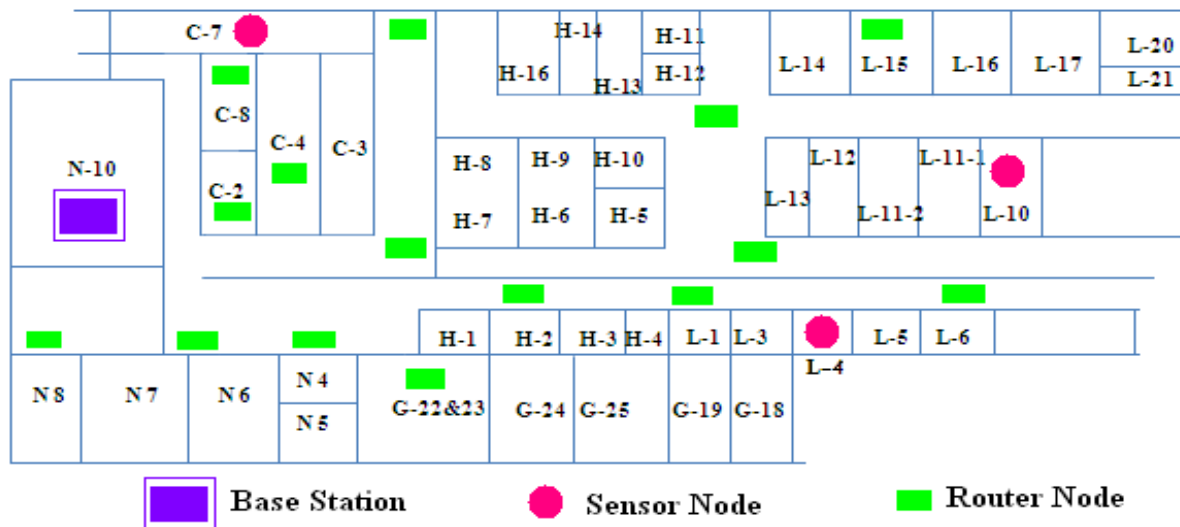 C-7 H-14 H-11 L-20
H-16 H-13 H-12 L-14 L-15 L-16 L-17 L-21
C-8 C-4 C-3
N-10 H-8 H-9 H-10 L-12 L-11-1
C-2 H-7 H-6 H-5 L-13 L-11-2 L-10
H-1 H-2 H-3 H-4 L-1 L-3 L-5 L-6
L-4
N 8 N 7 N 6 N 4 G-22&23 G-24 G-25 G-19 G-18
N 5
Base Station Sensor Node Router Node